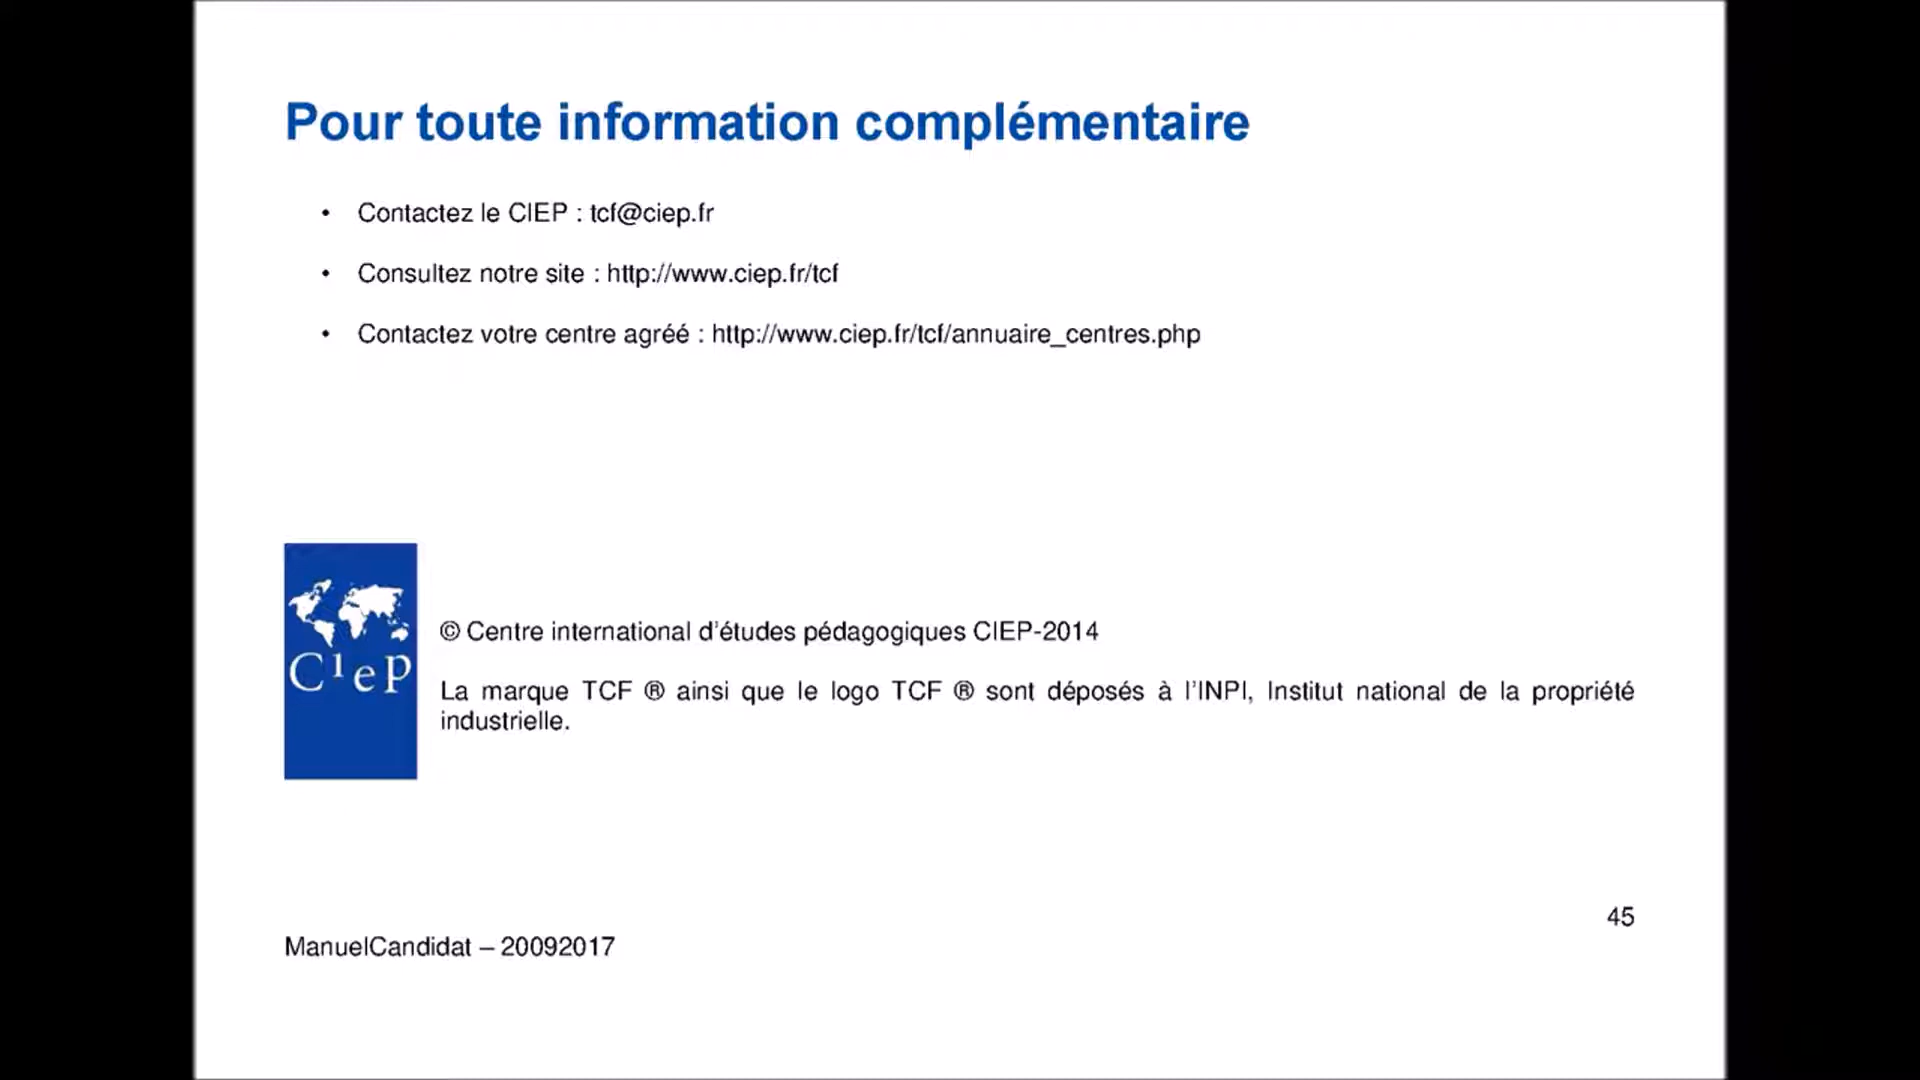 Pour toute information complémentaire
• Contactez le CIEP : tcf@ciep.fr
• Consultez notre site : http://www.ciep.fr/tcf
• Contactez votre centre agréé : http://www.ciep.fr/tcf/annuaire_centres.php
CIeP
© Centre international d'études pédagogiques CIEP-2014
La marque TCF ® ainsi que le logo TCF ® sont déposés à l'INPI, Institut national de la propriété
industrielle.
45
ManuelCandidat – 20092017